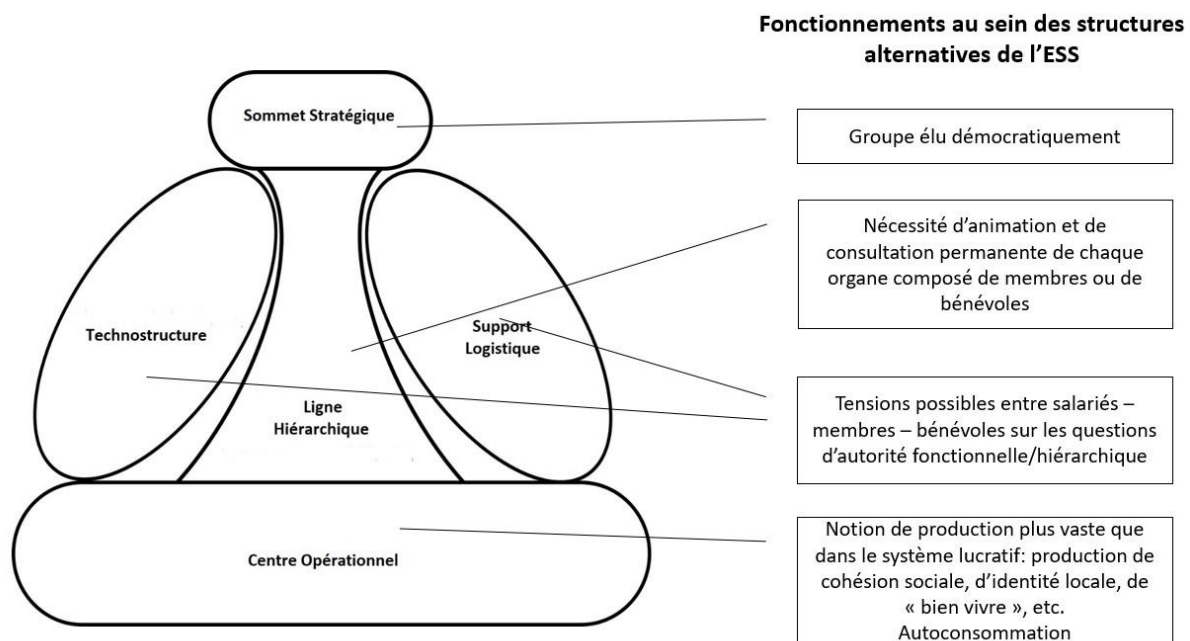 Fonctionnements au sein des structures
alternatives de l’ESS
Sommet Stratégique
Groupe élu démocratiquement
Nécessité d’animation et de
consultation permanente de chaque
organe composé de membres ou de
bénévoles
Technostructure
Support
Logistique
Ligne
Hiérarchique
Tensions possibles entre salariés –
membres – bénévoles sur les questions
d’autorité fonctionnelle/hiérarchique
Centre Opérationnel
Notion de production plus vaste que
dans le système lucratif: production de
cohésion sociale, d’identité locale, de
« bien vivre », etc.
Autoconsommation